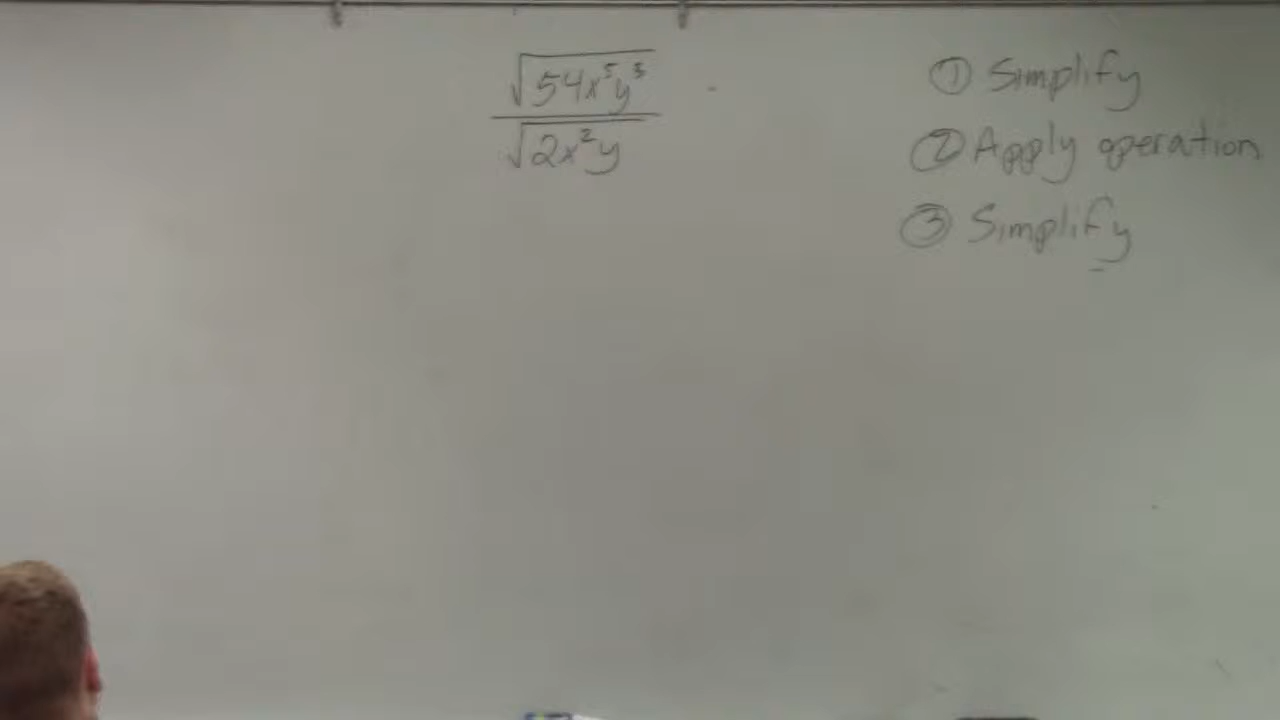 √54x⁵y³
√2x²y
① Simplify
② Apply operation
③ Simplify